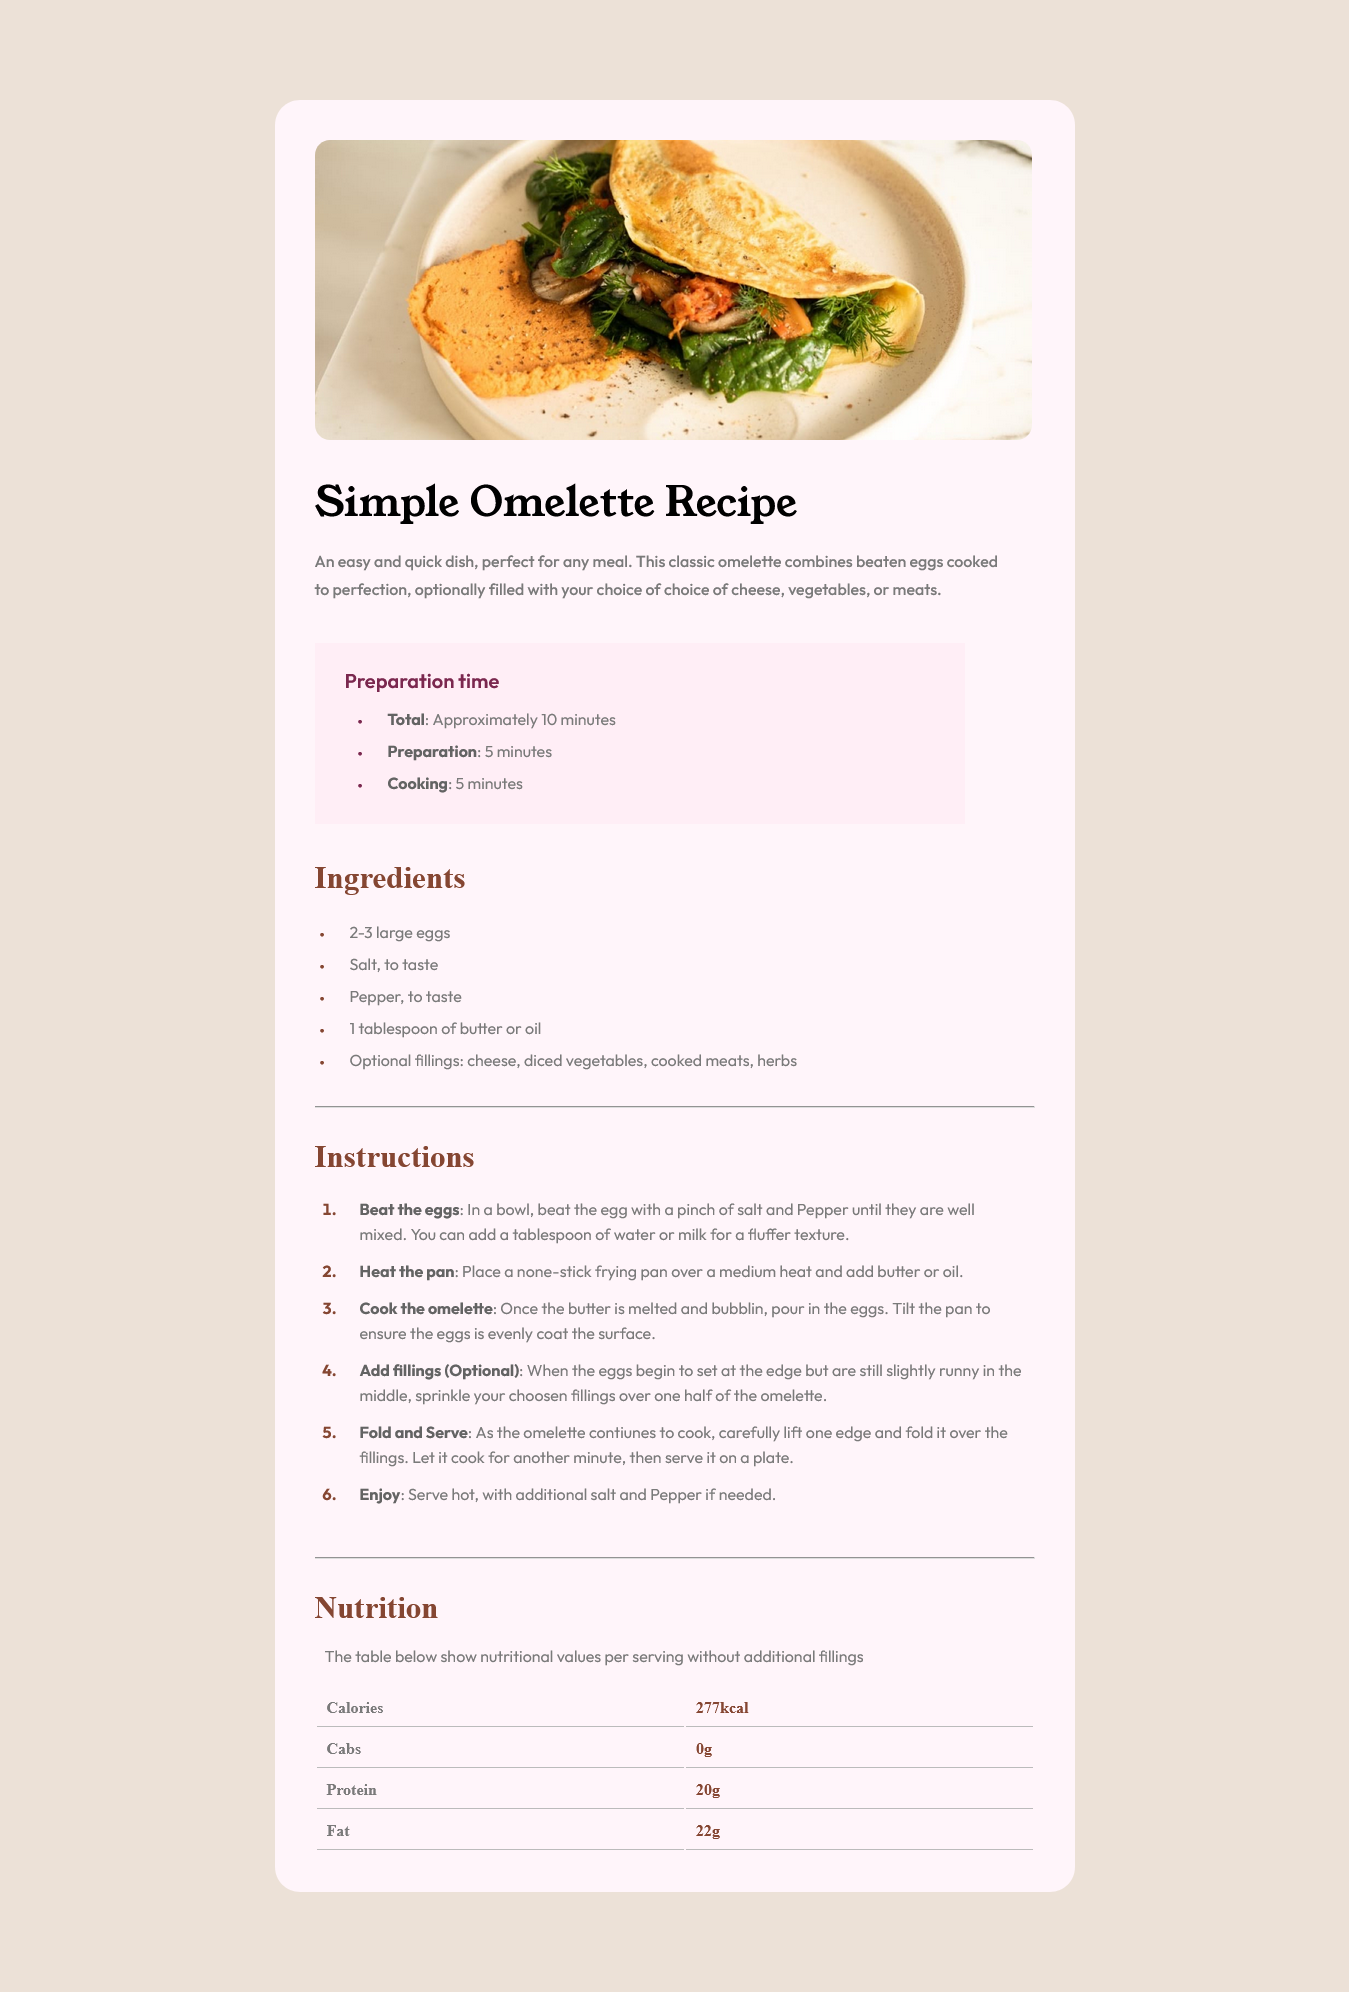 Simple Omelette Recipe
An easy and quick dish, perfect for any meal. This classic omelette combines beaten eggs cooked
to perfection, optionally filled with your choice of choice of cheese, vegetables, or meats.
Preparation time
• Total: Approximately 10 minutes
• Preparation: 5 minutes
• Cooking: 5 minutes
Ingredients
• 2-3 large eggs
• Salt, to taste
• Pepper, to taste
• 1 tablespoon of butter or oil
• Optional fillings: cheese, diced vegetables, cooked meats, herbs
Instructions
1. Beat the eggs: In a bowl, beat the egg with a pinch of salt and Pepper until they are well
mixed. You can add a tablespoon of water or milk for a fluffer texture.
2. Heat the pan: Place a none-stick frying pan over a medium heat and add butter or oil.
3. Cook the omelette: Once the butter is melted and bubblin, pour in the eggs. Tilt the pan to
ensure the eggs is evenly coat the surface.
4. Add fillings (Optional): When the eggs begin to set at the edge but are still slightly runny in the
middle, sprinkle your choosen fillings over one half of the omelette.
5. Fold and Serve: As the omelette contiunes to cook, carefully lift one edge and fold it over the
fillings. Let it cook for another minute, then serve it on a plate.
6. Enjoy: Serve hot, with additional salt and Pepper if needed.
Nutrition
The table below show nutritional values per serving without additional fillings
Calories 277kcal
Cabs 0g
Protein 20g
Fat 22g